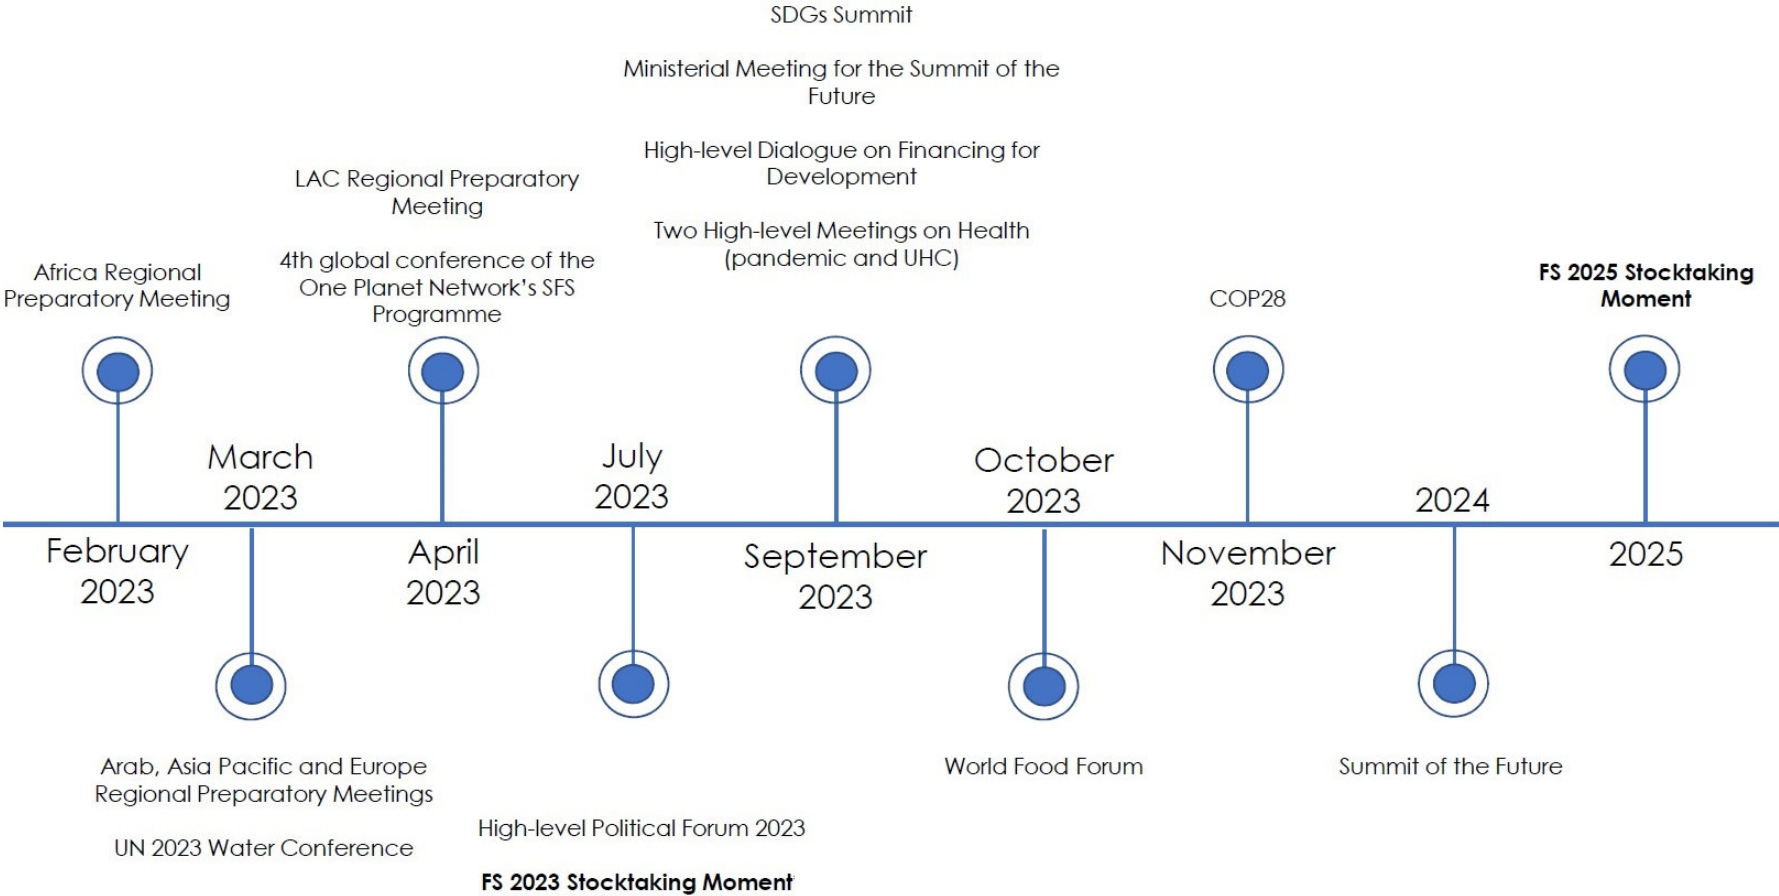 SDGs Summit
Ministerial Meeting for the Summit of the
Future
High-level Dialogue on Financing for
Development
Two High-level Meetings on Health
(pandemic and UHC)
LAC Regional Preparatory
Meeting
4th global conference of the
One Planet Network's SFS
Programme
Africa Regional
Preparatory Meeting
COP28
FS 2025 Stocktaking
Moment
March
2023
July
2023
October
2023
2024
February
2023
April
2023
September
2023
November
2023
2025
Arab, Asia Pacific and Europe
Regional Preparatory Meetings
UN 2023 Water Conference
High-level Political Forum 2023
FS 2023 Stocktaking Moment
World Food Forum
Summit of the Future